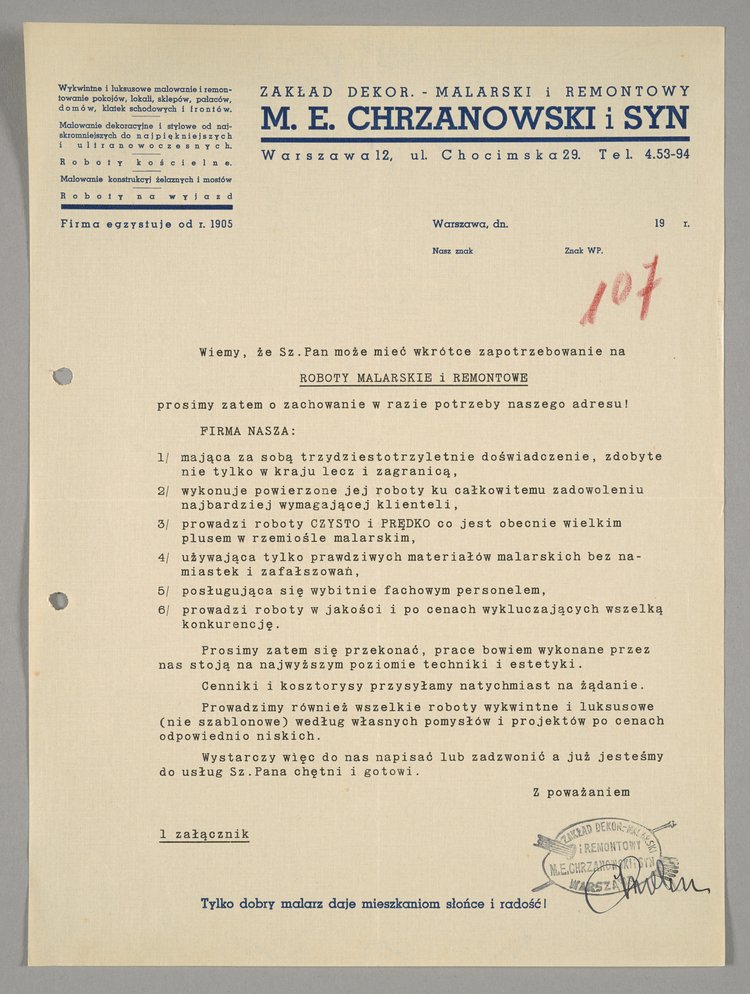 Wykwintne i luksusowe malowanie i remon-
towanie pokojów, lokali, sklepów, pałaców,
domów, klatek schodowych i frontów.
Malowanie dekoracyjne i stylowe od naj-
skromniejszych do najpiękniejszych
i ultranowoczesnych.
Roboty kościelne.
Malowanie konstrukcyj żelaznych i mostów
Roboty na wyjazd
Firma egzystuje od r. 1905
ZAKŁAD DEKOR. - MALARSKI i REMONTOWY
M. E. CHRZANOWSKI i SYN
Warszawa 12, ul. Chocimska 29. Tel. 4.53-94
Warszawa, dn. 19 r.
Nasz znak Znak WP.
107
Wiemy, że Sz.Pan może mieć wkrótce zapotrzebowanie na
ROBOTY MALARSKIE i REMONTOWE
prosimy zatem o zachowanie w razie potrzeby naszego adresu!
FIRMA NASZA:
1/ mająca za sobą trzydziestotrzyletnie doświadczenie, zdobyte
nie tylko w kraju lecz i zagranicą,
2/ wykonuje powierzone jej roboty ku całkowitemu zadowoleniu
najbardziej wymagającej klienteli,
3/ prowadzi roboty CZYSTO i PRĘDKO co jest obecnie wielkim
plusem w rzemiośle malarskim,
4/ używająca tylko prawdziwych materiałów malarskich bez na-
miastek i zafałszowań,
5/ posługująca się wybitnie fachowym personelem,
6/ prowadzi roboty w jakości i po cenach wykluczających wszelką
konkurencję.
Prosimy zatem się przekonać, prace bowiem wykonane przez
nas stoją na najwyższym poziomie techniki i estetyki.
Cenniki i kosztorysy przysyłamy natychmiast na żądanie.
Prowadzimy również wszelkie roboty wykwintne i luksusowe
(nie szablonowe) według własnych pomysłów i projektów po cenach
odpowiednio niskich.
Wystarczy więc do nas napisać lub zadzwonić a już jesteśmy
do usług Sz.Pana chętni i gotowi.
Z poważaniem
1 załącznik
ZAKŁAD DEKOR.-MALARSKI
i REMONTOWY
M.E.CHRZANOWSKI i SYN
WARSZAWA
Tylko dobry malarz daje mieszkaniom słońce i radość!